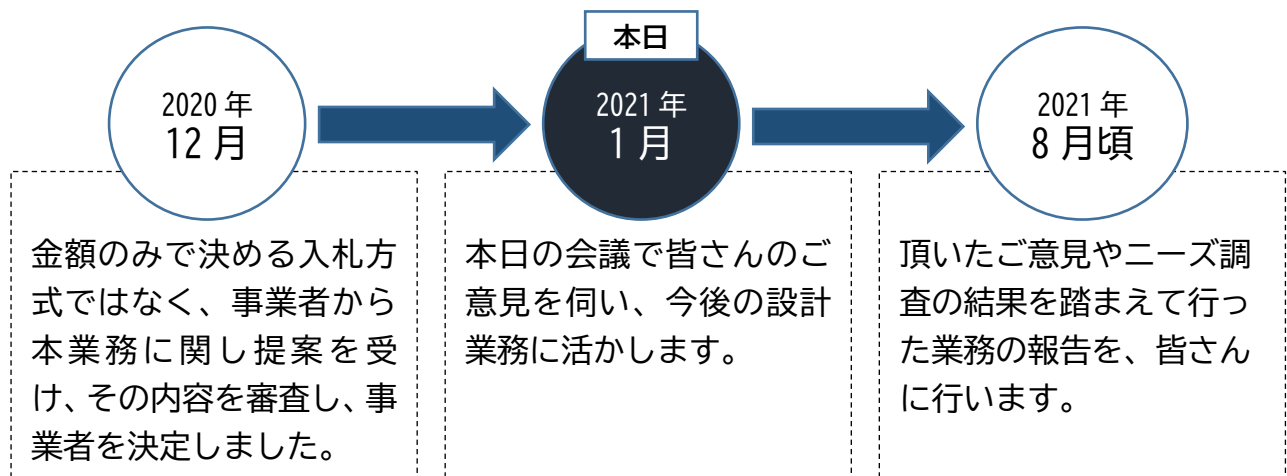 2020 年
12 月
金額のみで決める入札方
式ではなく、事業者から
本業務に関し提案を受
け、その内容を審査し、事
業者を決定しました。
本日
2021 年
1 月
本日の会議で皆さんのご
意見を伺い、今後の設計
業務に活かします。
2021 年
8 月頃
頂いたご意見やニーズ調
査の結果を踏まえて行っ
た業務の報告を、皆さん
に行います。